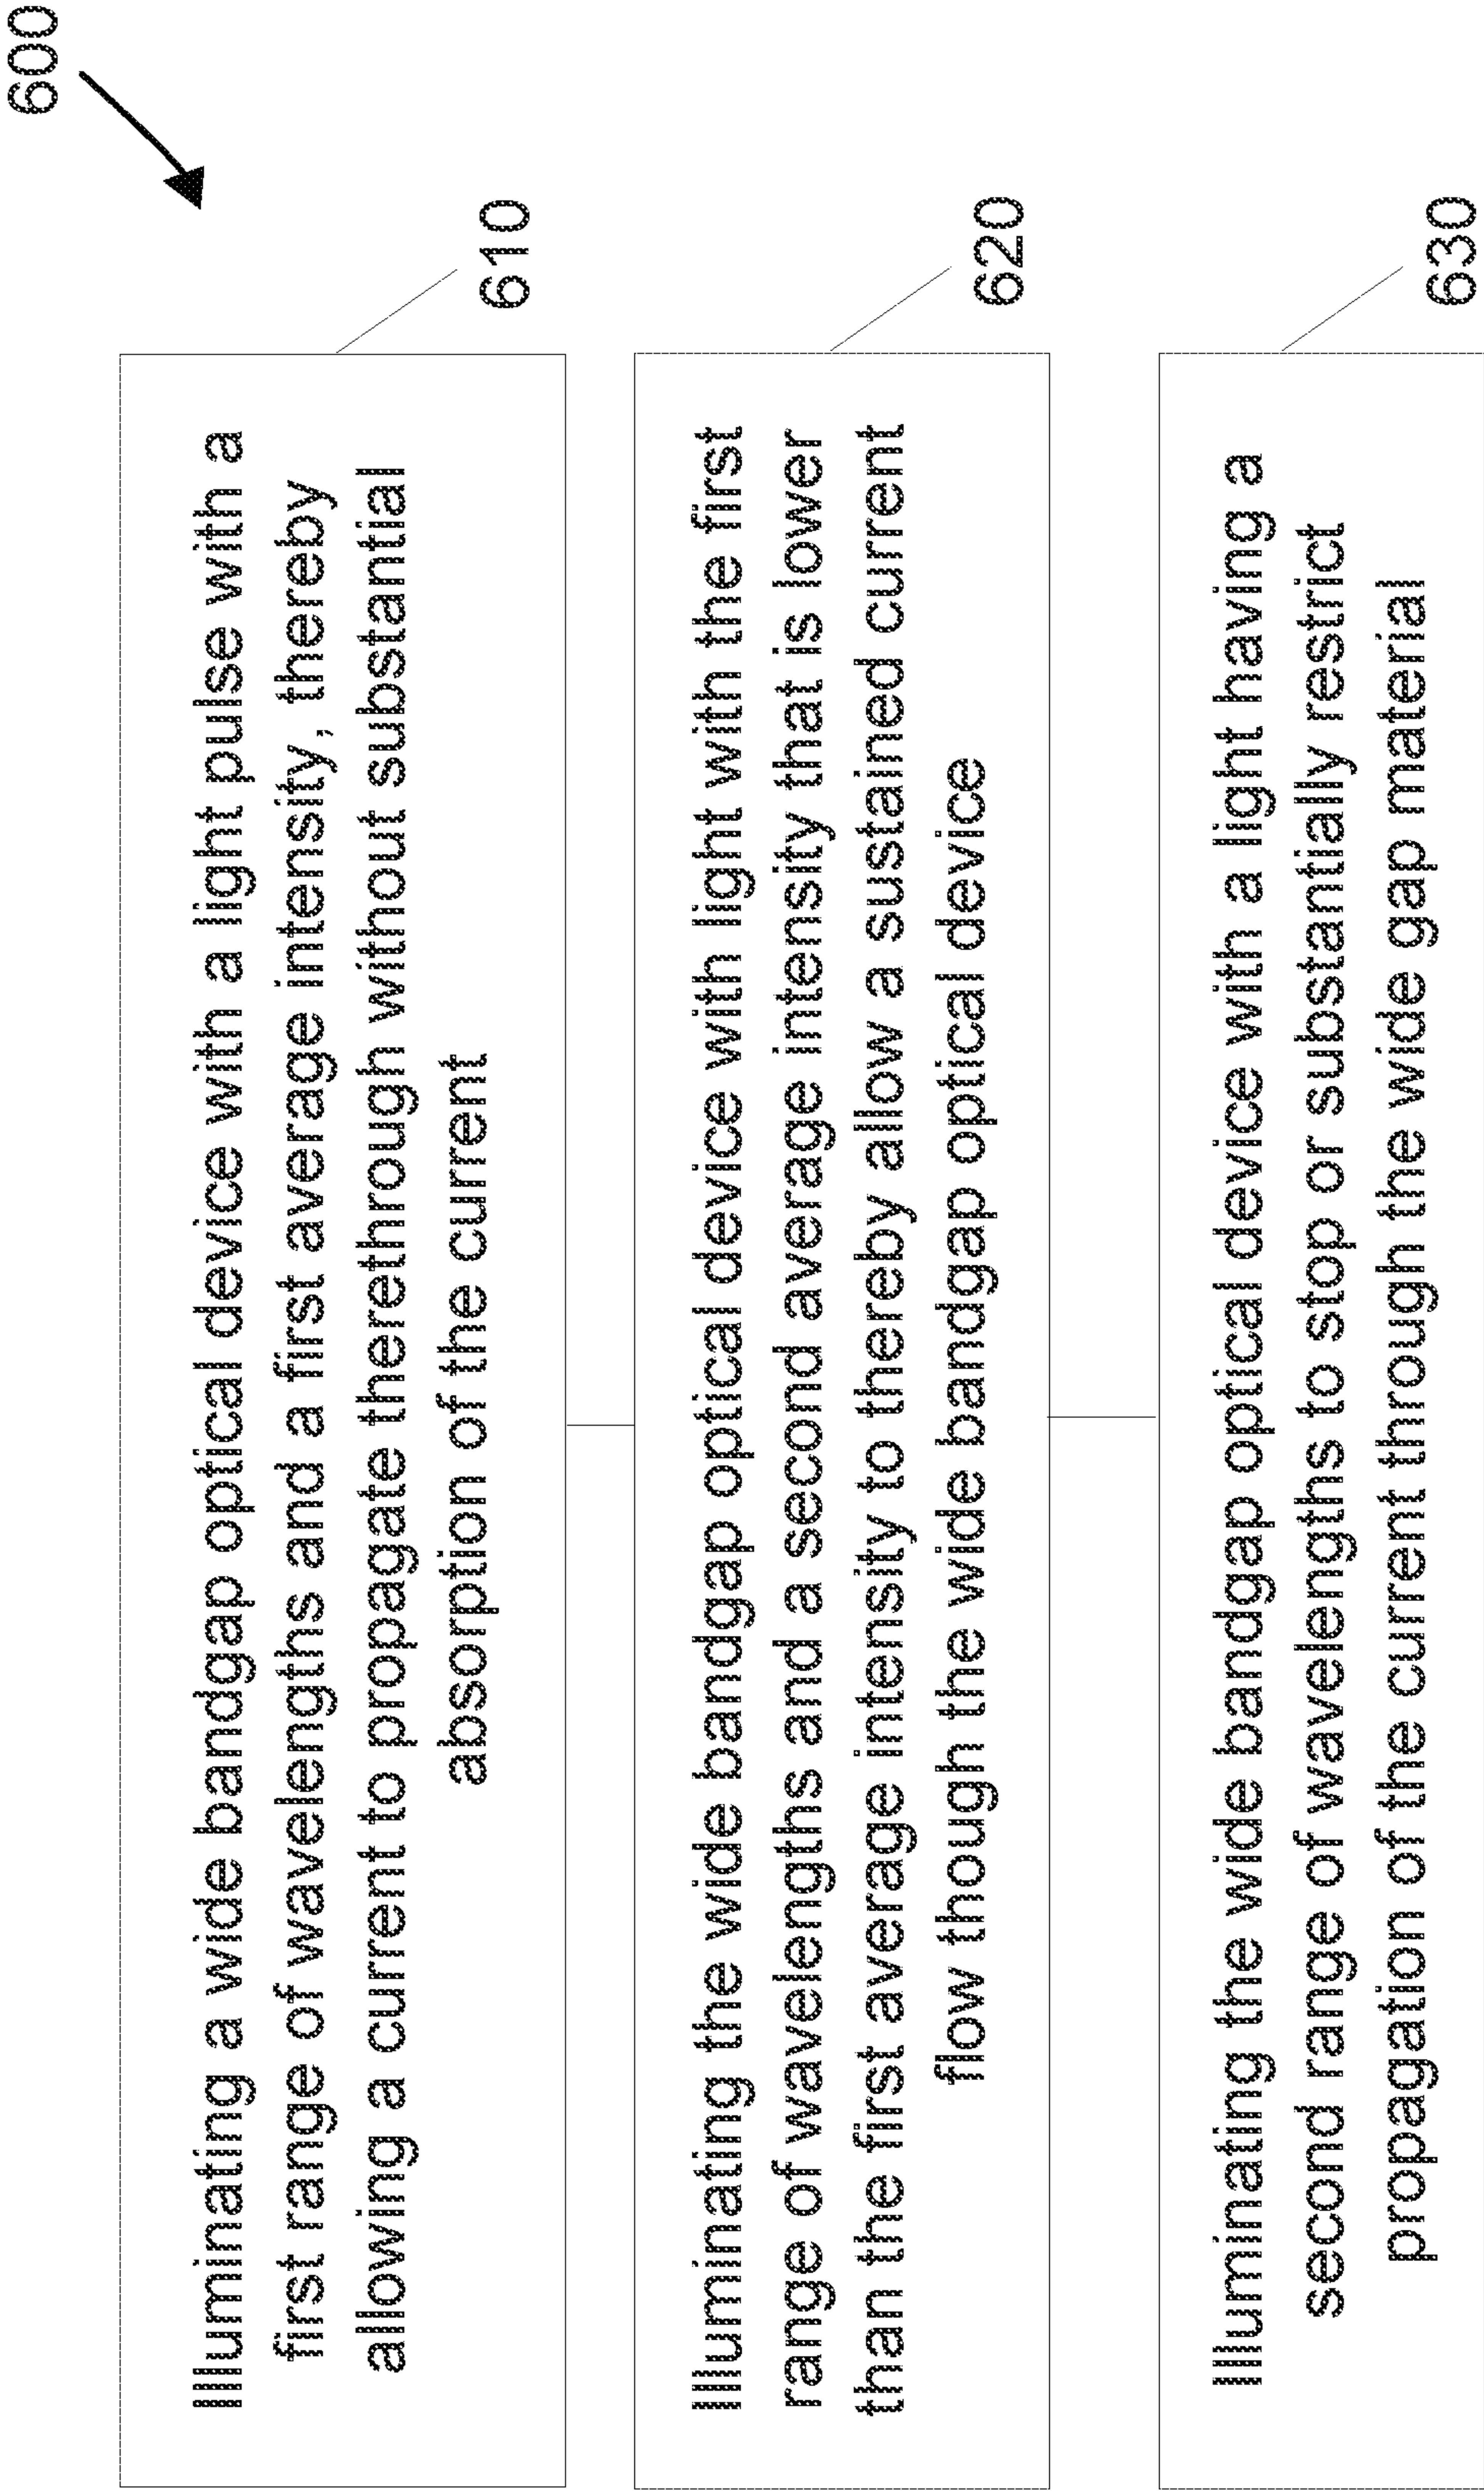 600
Illuminating a wide bandgap optical device with a light pulse with a
first range of wavelengths and a first average intensity, thereby
allowing a current to propagate therethrough without substantial
absorption of the current
610
Illuminating the wide bandgap optical device with light with the first
range of wavelengths and a second average intensity that is lower
than the first average intensity to thereby allow a sustained current
flow though the wide bandgap optical device
620
Illuminating the wide bandgap optical device with a light having a
second range of wavelengths to stop or substantially restrict
propagation of the current through the wide gap material
630